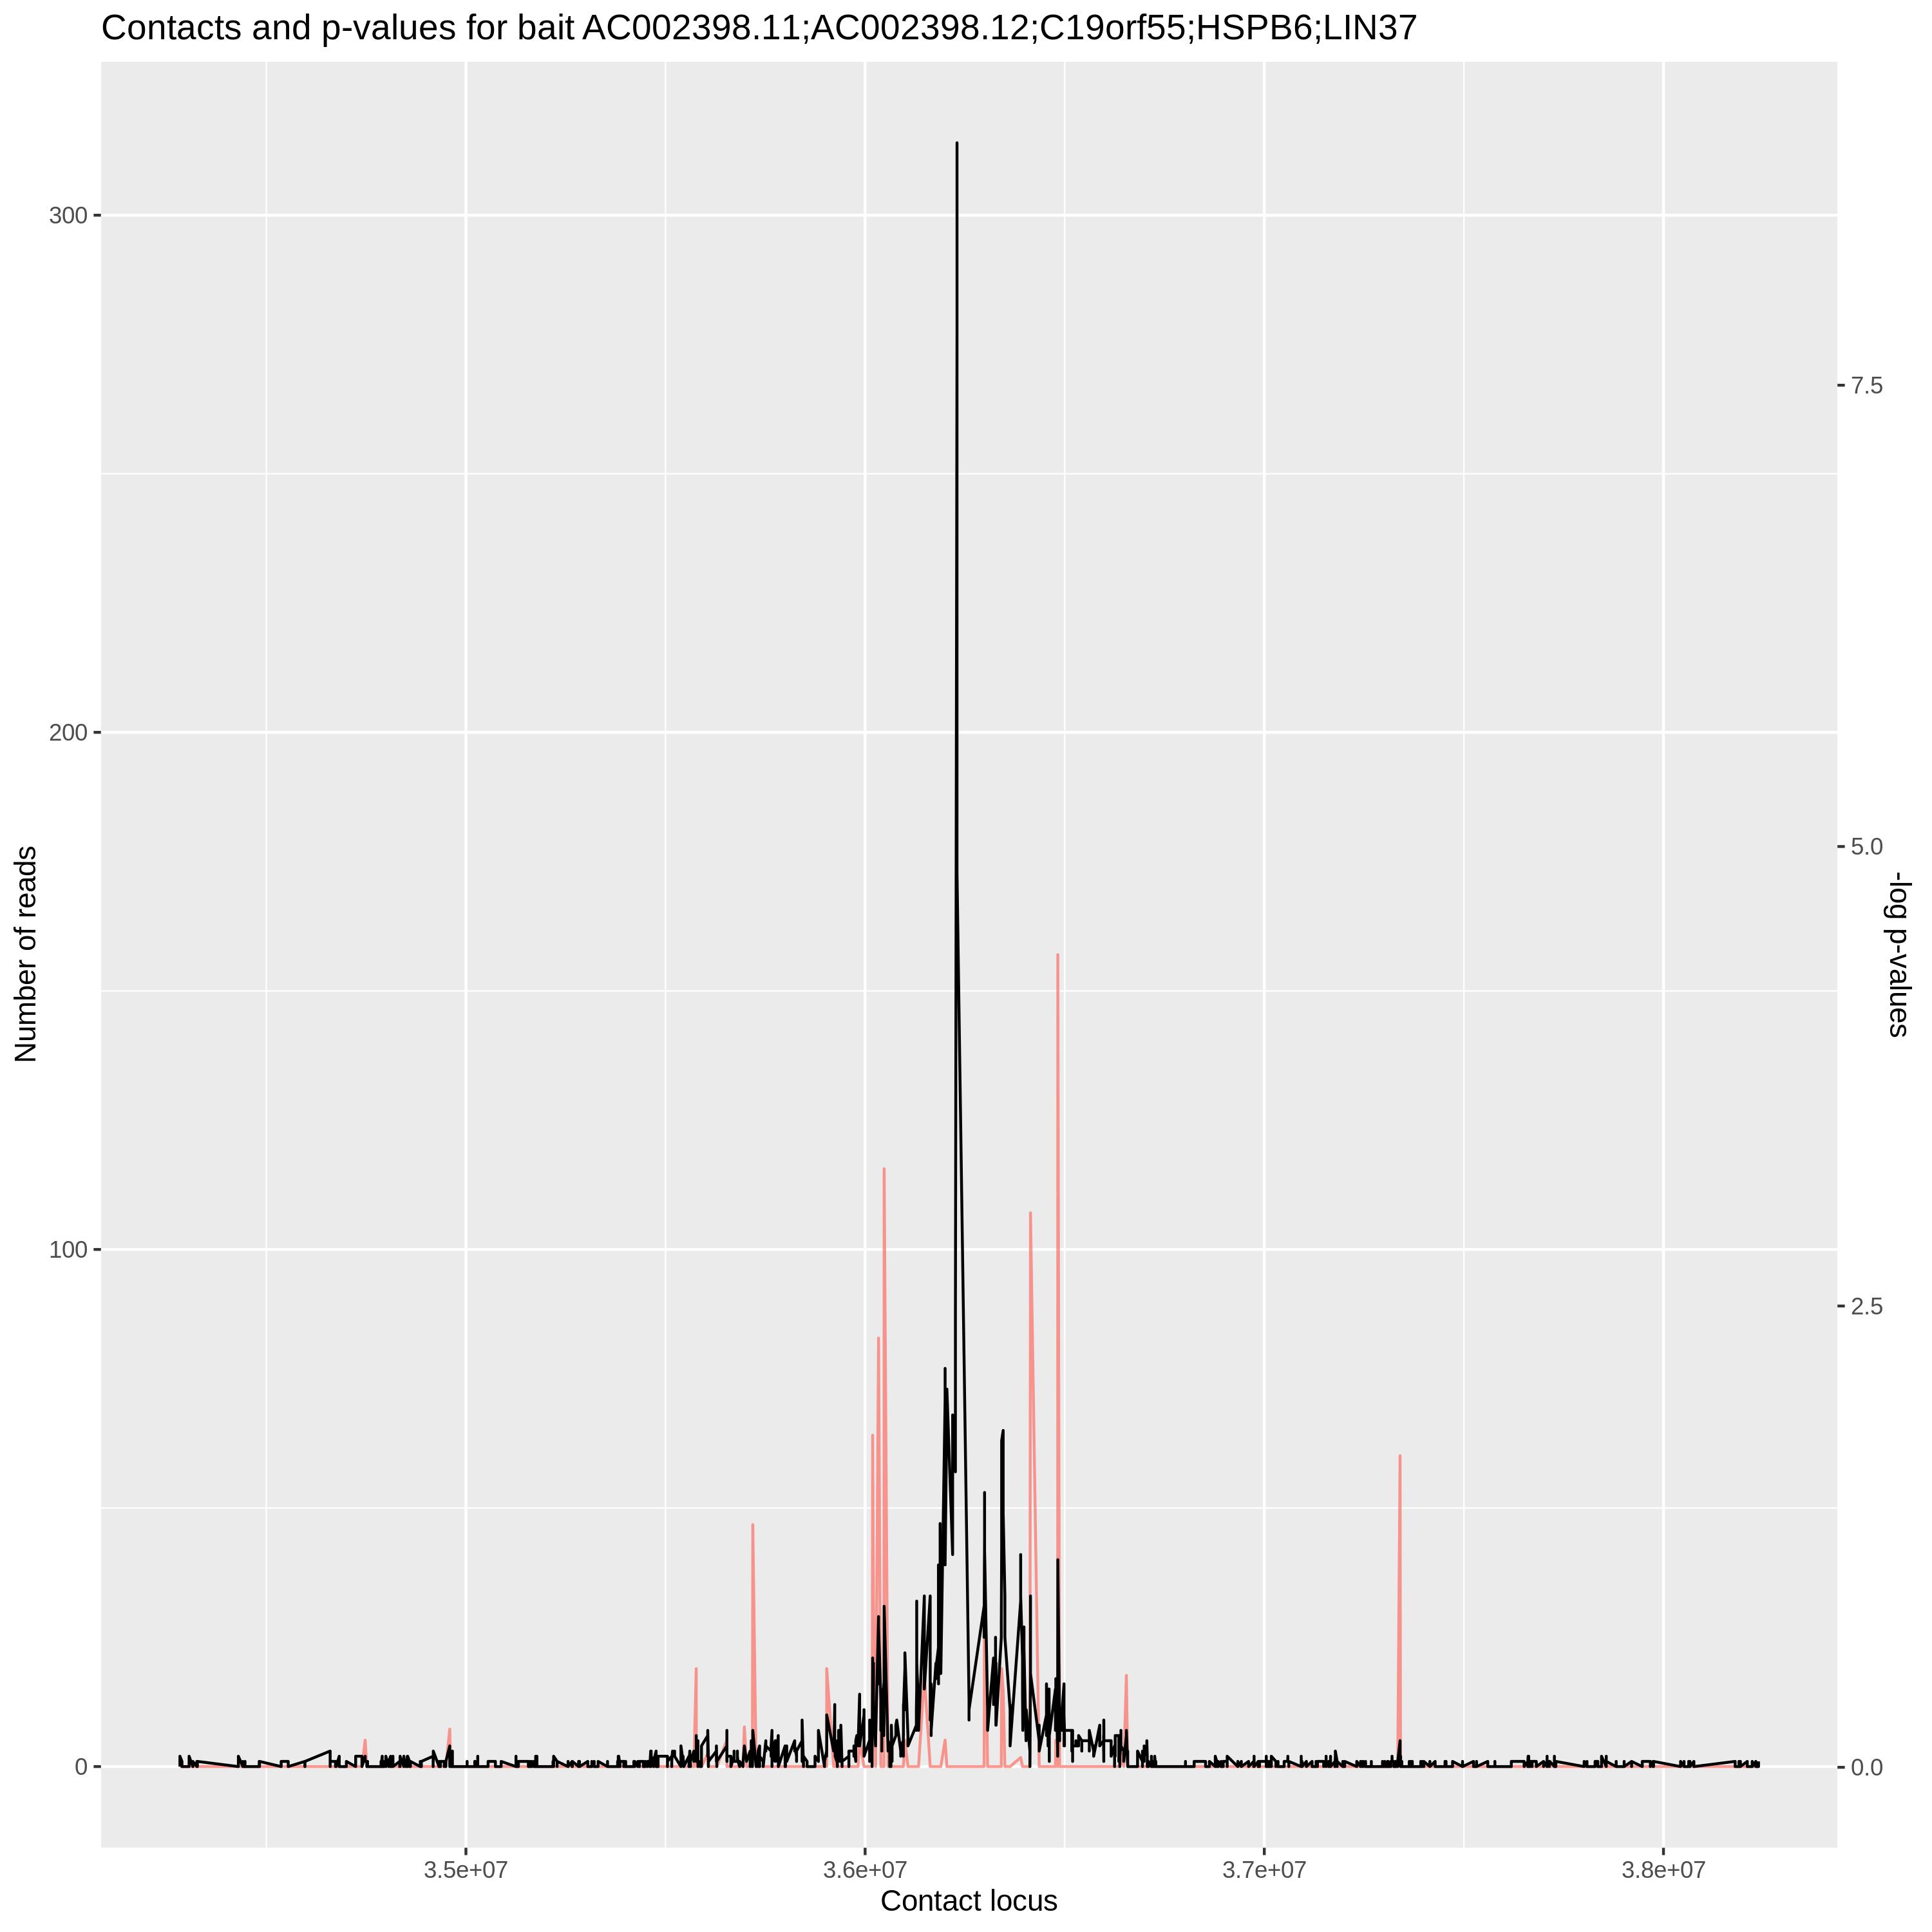 Contacts and p-values for bait AC002398.11;AC002398.12;C19orf55;HSPB6;LIN37
300
200
100
0
Number of reads
7.5
5.0
2.5
0.0
-log p-values
3.5e+07
3.6e+07
3.7e+07
3.8e+07
Contact locus